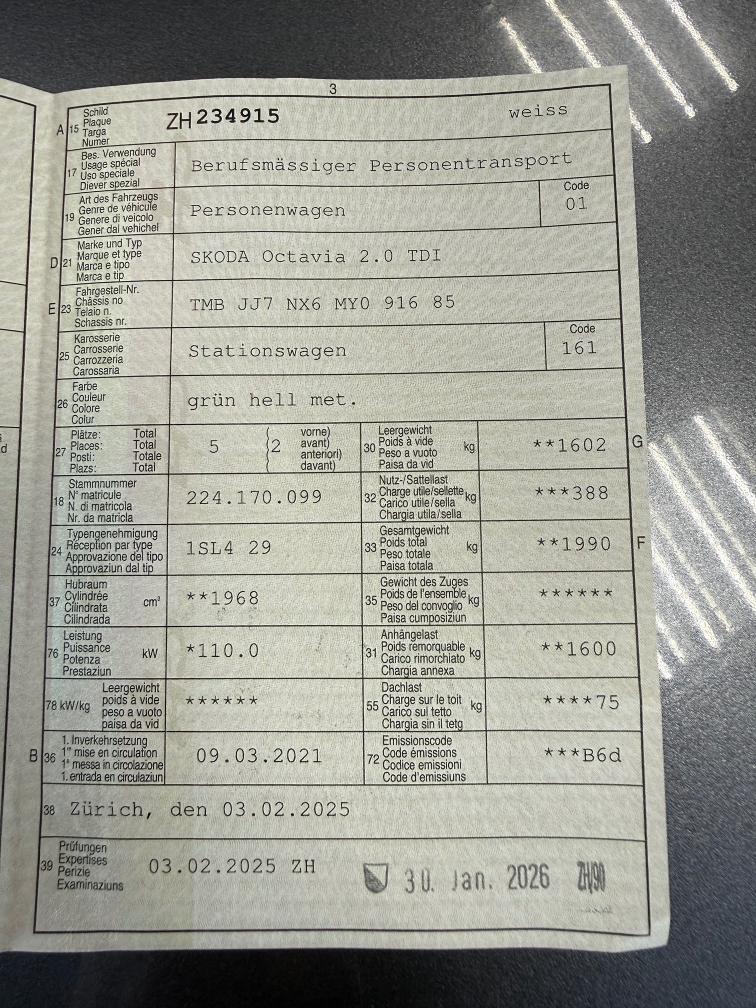 3
A 15 Schild
Plaque
Targa
Numer
ZH 234915 weiss
17 Bes. Verwendung
Usage spécial
Uso speciale
Diever spezial
Berufsmässiger Personentransport
19 Art des Fahrzeugs
Genre de véhicule
Genere di veicolo
Gener dal vehichel
Personenwagen
Code
01
D 21 Marke und Typ
Marque et type
Marca e tipo
Marca e tip
SKODA Octavia 2.0 TDI
E 23 Fahrgestell-Nr.
Châssis no
Telaio n.
Schassis nr.
TMB JJ7 NX6 MY0 916 85
25 Karosserie
Carrosserie
Carrozzeria
Carossaria
Stationswagen
Code
161
26 Farbe
Couleur
Colore
Colur
grün hell met.
27 Plätze: Total
Places: Total
Posti: Totale
Plazs: Total
5 (2 vorne)
avant)
anteriori)
davant)
30 Leergewicht
Poids à vide
Peso a vuoto
Paisa da vid
kg
**1602
G
18 Stammnummer
N° matricule
N. di matricola
Nr. da matricla
224.170.099
32 Nutz-/Sattellast
Charge utile/sellette
Carico utile/sella
Chargia utila/sella
kg
***388
24 Typengenehmigung
Réception par type
Approvazione del tipo
Approvaziun dal tip
1SL4 29
33 Gesamtgewicht
Poids total
Peso totale
Paisa totala
kg
**1990
F
37 Hubraum
Cylindrée
Cilindrata
Cilindrada
cm³
**1968
35 Gewicht des Zuges
Poids de l'ensemble
Peso del convoglio
Paisa cumposiziun
kg
******
76 Leistung
Puissance
Potenza
Prestaziun
kW
*110.0
31 Anhängelast
Poids remorquable
Carico rimorchiato
Chargia annexa
kg
**1600
78 kW/kg Leergewicht
poids à vide
peso a vuoto
paisa da vid
******
55 Dachlast
Charge sur le toit
Carico sul tetto
Chargia sin il tetg
kg
****75
B 36 1. Inverkehrsetzung
1re mise en circulation
1a messa in circolazione
1. entrada en circulaziun
09.03.2021
72 Emissionscode
Code émissions
Codice emissioni
Code d'emissiuns
***B6d
38 Zürich, den 03.02.2025
39 Prüfungen
Expertises
Perizie
Examinaziuns
03.02.2025 ZH
30. Jan. 2026 ZH/90